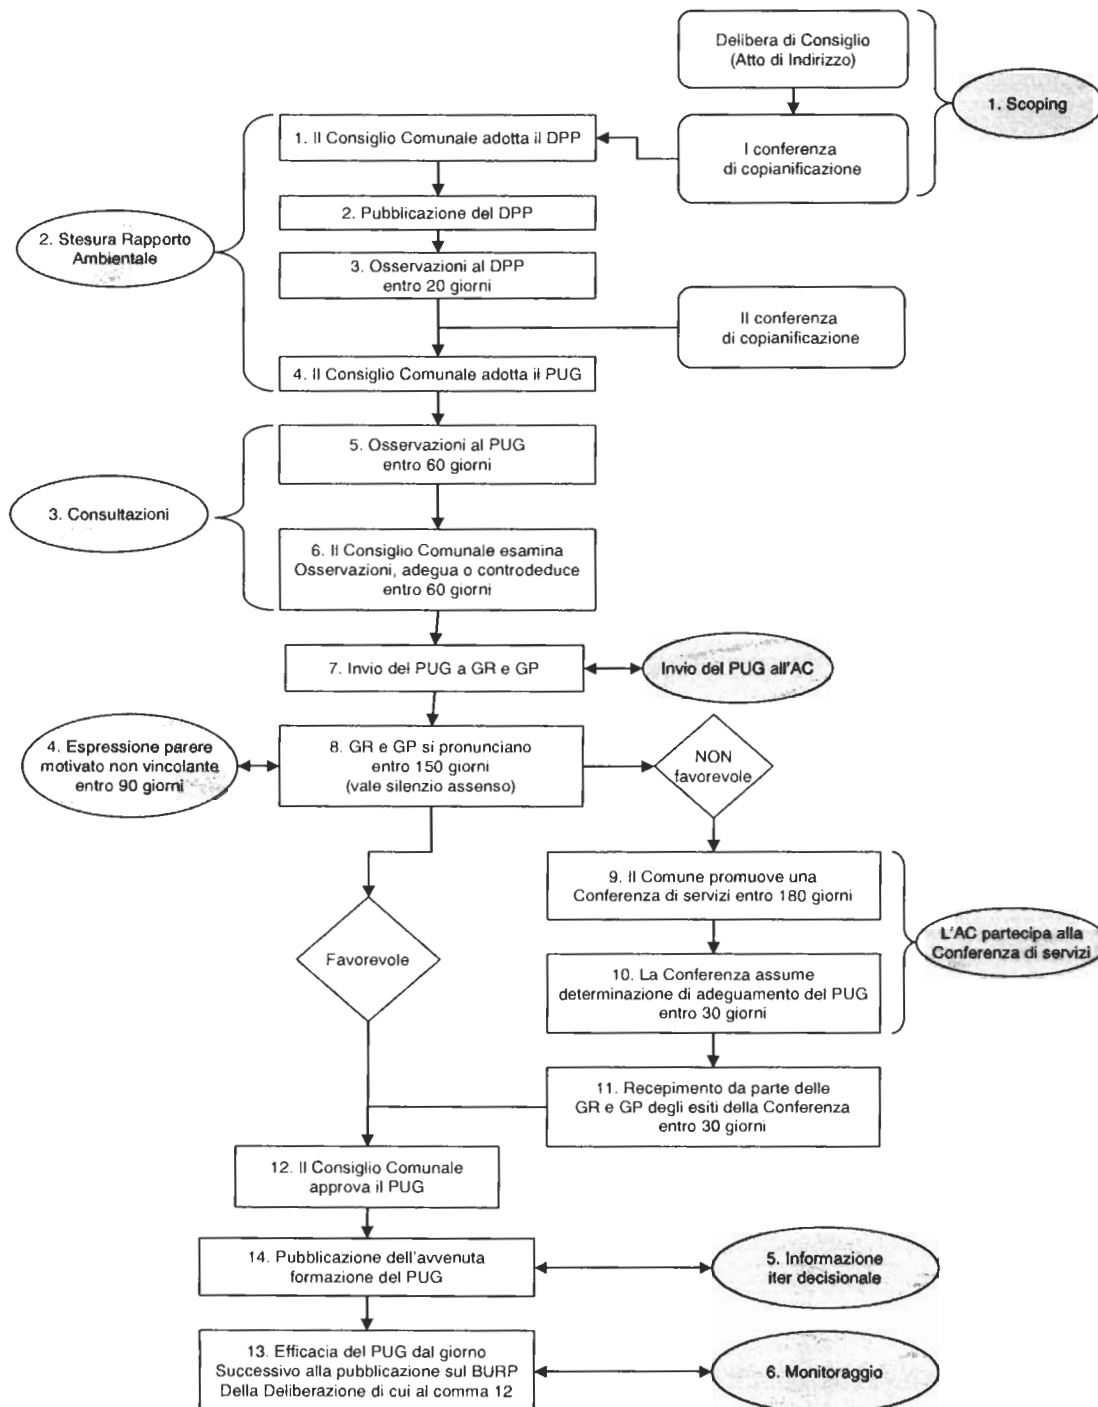 Delibera di Consiglio
(Atto di Indirizzo)
1. Scoping
1. Il Consiglio Comunale adotta il DPP
I conferenza
di copianificazione
2. Pubblicazione del DPP
2. Stesura Rapporto
Ambientale
3. Osservazioni al DPP
entro 20 giorni
II conferenza
di copianificazione
4. Il Consiglio Comunale adotta il PUG
5. Osservazioni al PUG
entro 60 giorni
3. Consultazioni
6. Il Consiglio Comunale esamina
Osservazioni, adegua o controdeduce
entro 60 giorni
7. Invio del PUG a GR e GP
Invio del PUG all'AC
4. Espressione parere
motivato non vincolante
entro 90 giorni
8. GR e GP si pronunciano
entro 150 giorni
(vale silenzio assenso)
NON
favorevole
9. Il Comune promuove una
Conferenza di servizi entro 180 giorni
L'AC partecipa alla
Conferenza di servizi
Favorevole
10. La Conferenza assume
determinazione di adeguamento del PUG
entro 30 giorni
11. Recepimento da parte delle
GR e GP degli esiti della Conferenza
entro 30 giorni
12. Il Consiglio Comunale
approva il PUG
14. Pubblicazione dell'avvenuta
formazione del PUG
5. Informazione
iter decisionale
13. Efficacia del PUG dal giorno
Successivo alla pubblicazione sul BURP
Della Deliberazione di cui al comma 12
6. Monitoraggio